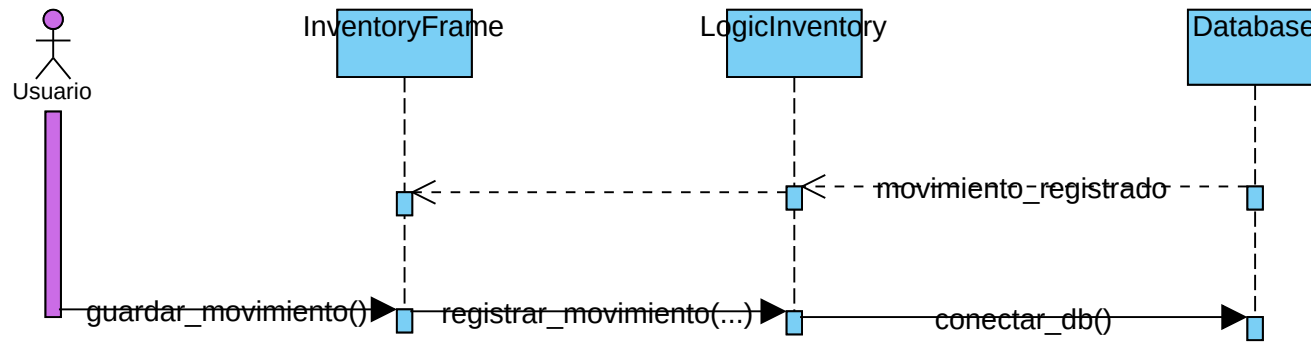 InventoryFrame
LogicInventory
Database
Usuario
movimiento_registrado
guardar_movimiento()
registrar_movimiento(...)
conectar_db()